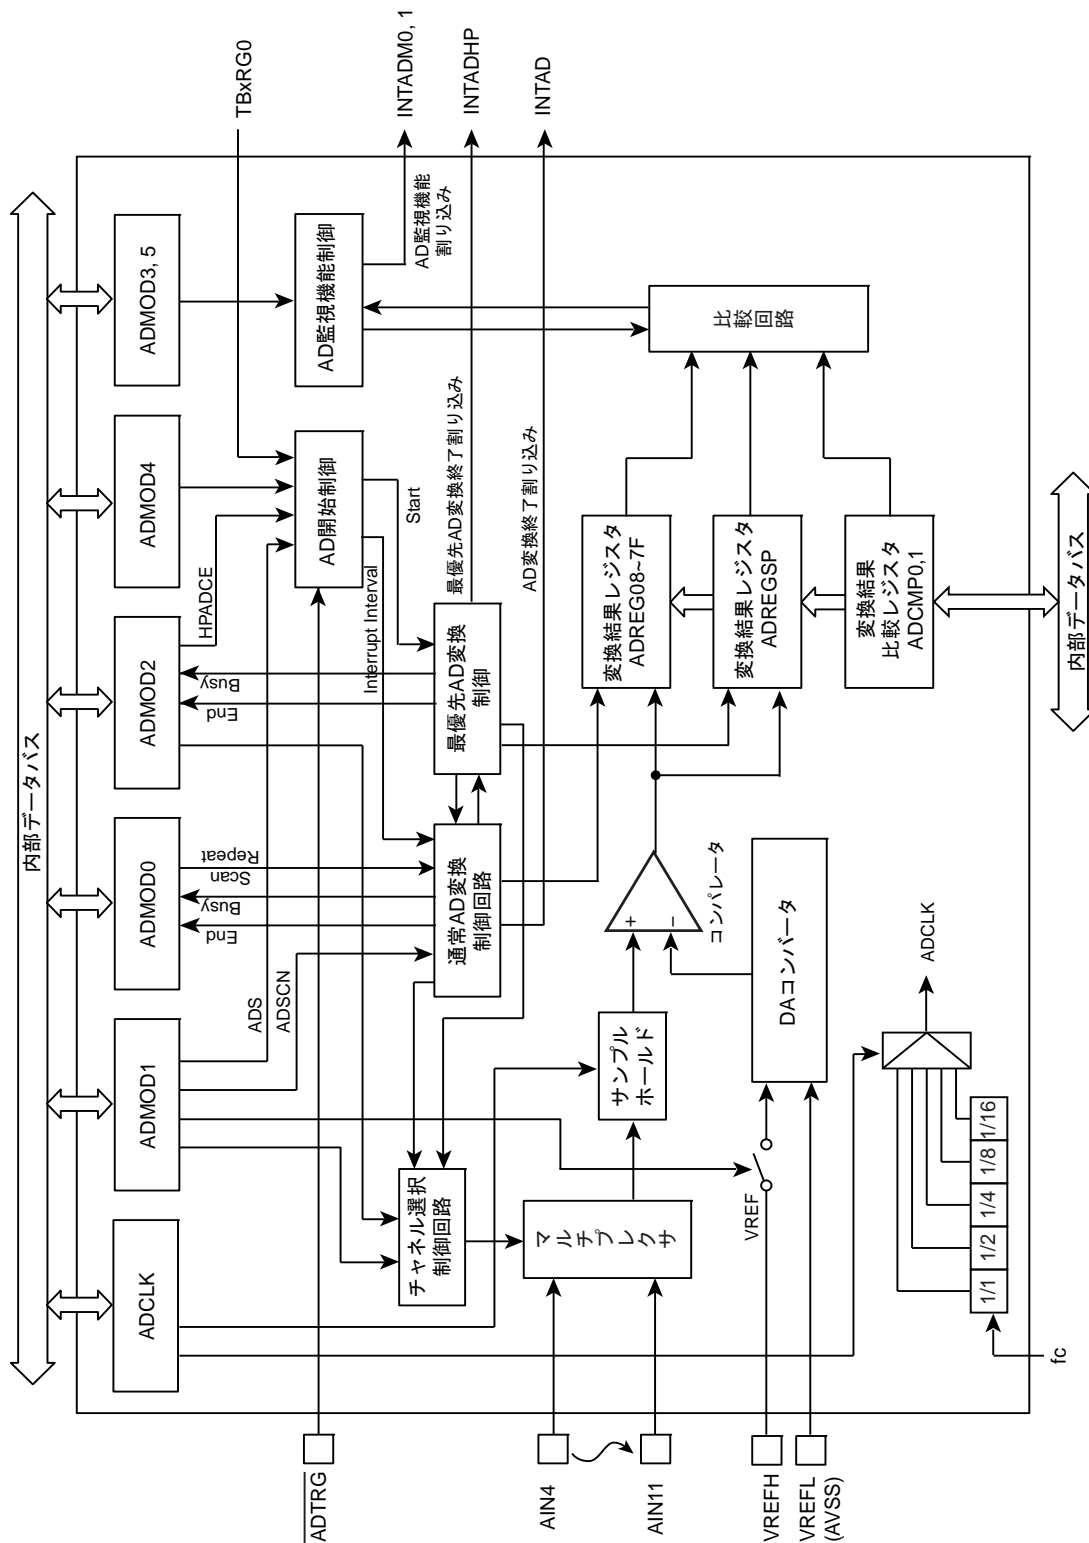 内部データバス
ADCLK
ADMOD1
ADMOD0
ADMOD2
ADMOD4
ADMOD3, 5
ADS
ADSCN
End
Busy
Scan
Repeat
End
Busy
HPADCE
TBxRG0
ADTRG
AD開始制御
AD監視機能制御
Interrupt Interval
Start
AD監視機能
割り込み
INTADM0, 1
チャネル選択
制御回路
通常AD変換
制御回路
最優先AD変換
制御
最優先AD変換終了割り込み
INTADHP
AD変換終了割り込み
INTAD
AIN4
AIN11
マルチプレクサ
サンプル
ホールド
+
−
コンパレータ
変換結果レジスタ
ADREG08~7F
変換結果レジスタ
ADREGSP
変換結果
比較レジスタ
ADCMP0,1
比較回路
VREF
VREFH
VREFL
(AVSS)
DAコンバータ
ADCLK
1/1
1/2
1/4
1/8
1/16
fc
内部データバス